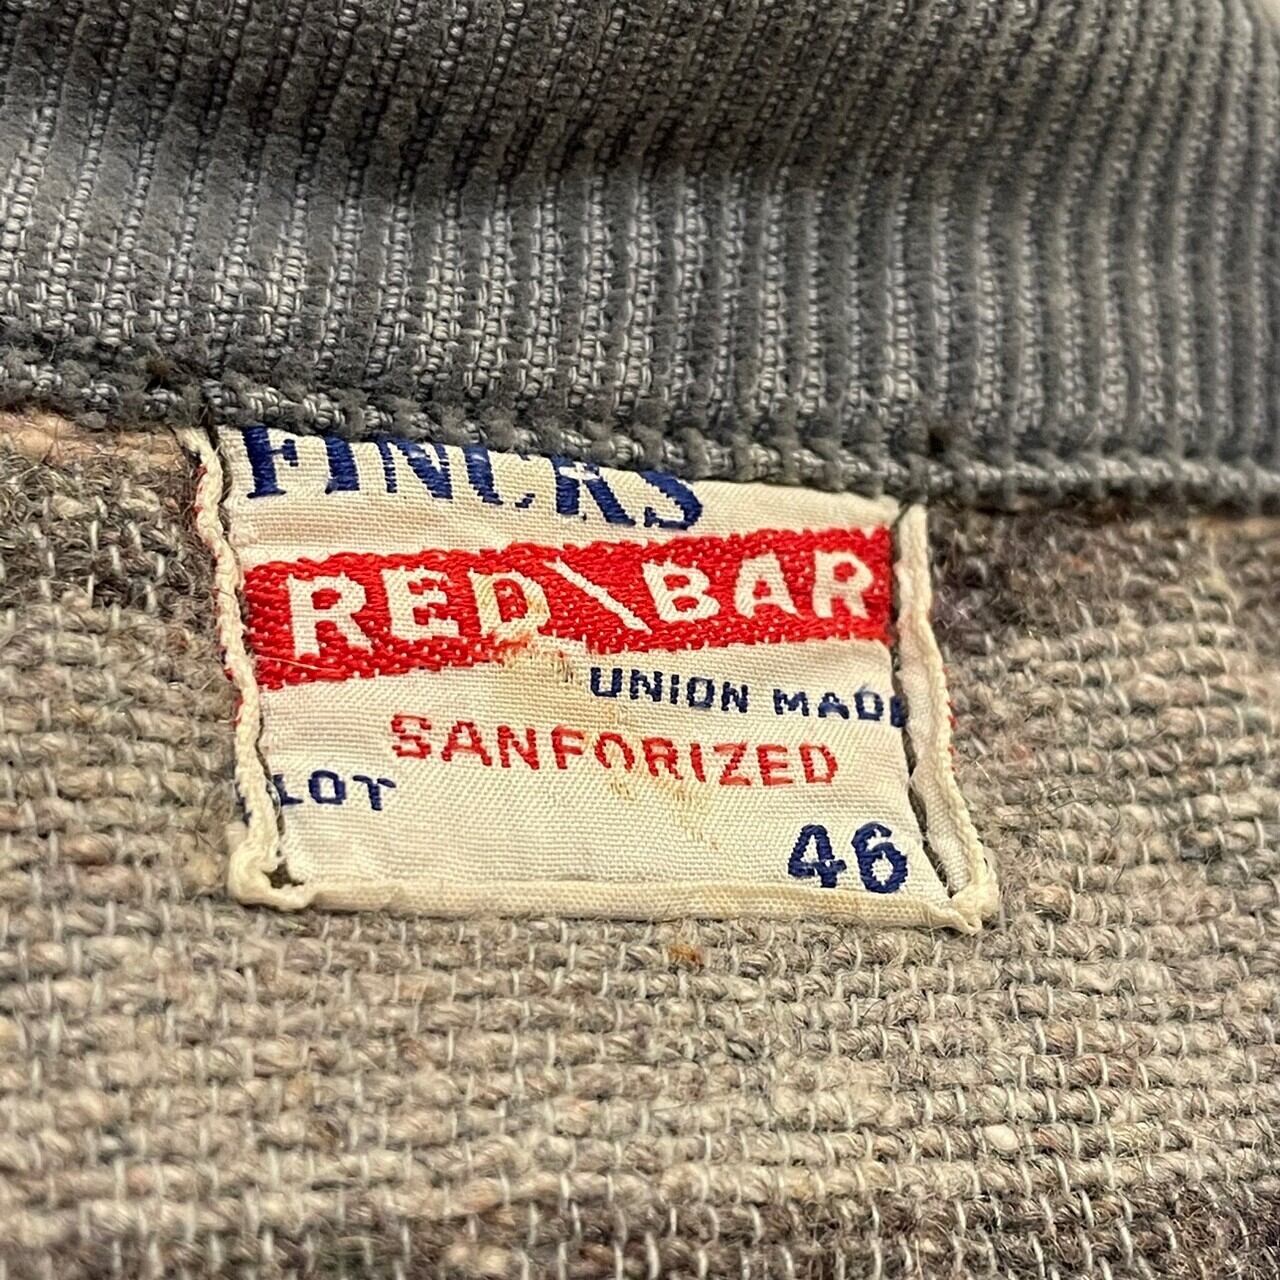 FINCKS
RED\BAR
UNION MADE
SANFORIZED
LOT
46